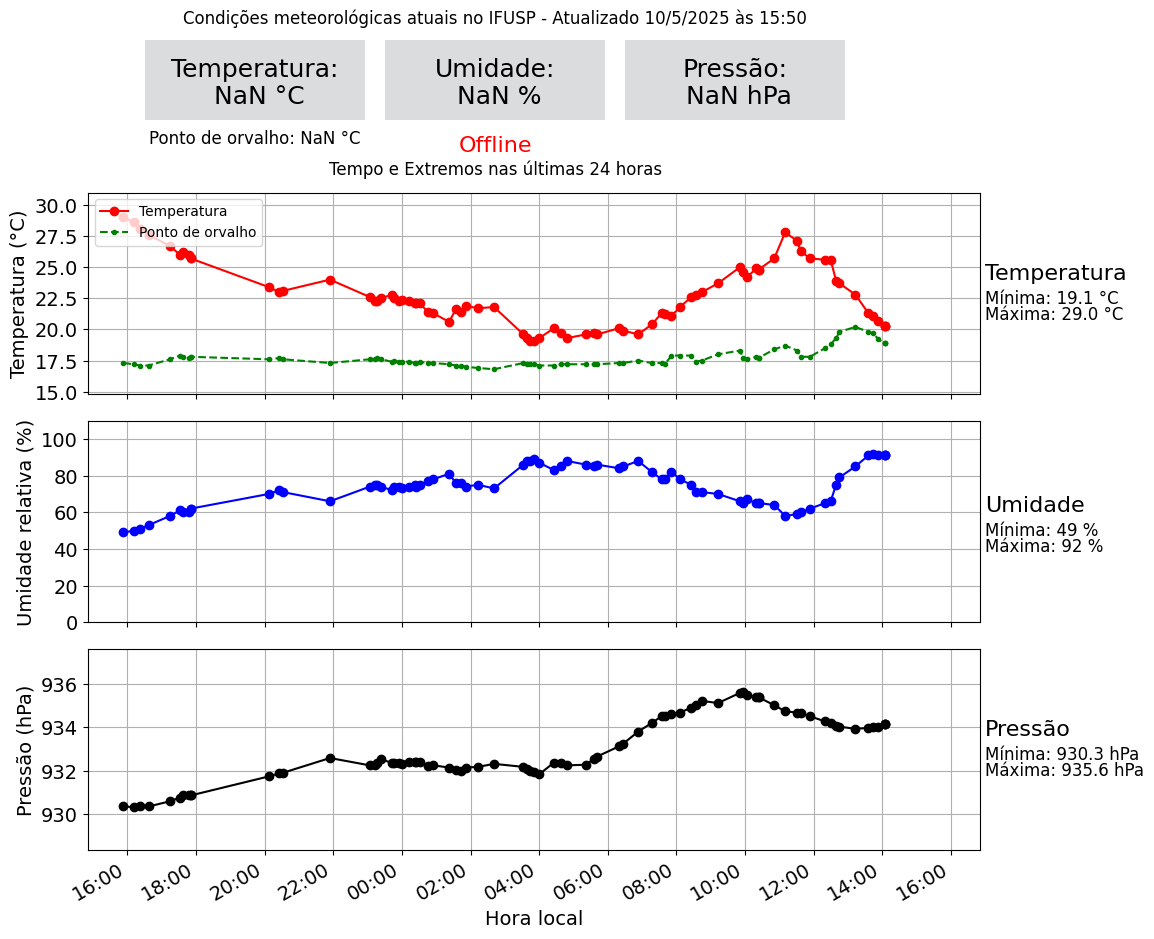 Condições meteorológicas atuais no IFUSP - Atualizado 10/5/2025 às 15:50
Temperatura:
NaN °C
Umidade:
NaN %
Pressão:
NaN hPa
Ponto de orvalho: NaN °C
Offline
Tempo e Extremos nas últimas 24 horas
Temperatura (°C)
30.0
27.5
25.0
22.5
20.0
17.5
15.0
Temperatura
Ponto de orvalho
Temperatura
Mínima: 19.1 °C
Máxima: 29.0 °C
Umidade relativa (%)
100
80
60
40
20
0
Umidade
Mínima: 49 %
Máxima: 92 %
Pressão (hPa)
936
934
932
930
Pressão
Mínima: 930.3 hPa
Máxima: 935.6 hPa
16:00
18:00
20:00
22:00
00:00
02:00
04:00
06:00
08:00
10:00
12:00
14:00
16:00
Hora local